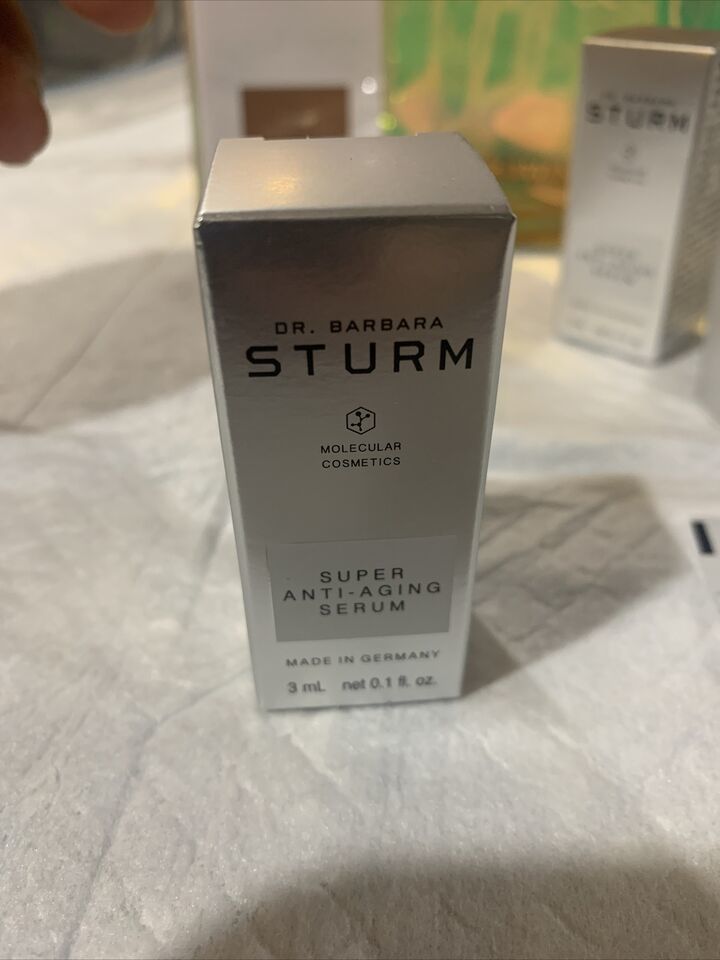 DR. BARBARA
STURM
MOLECULAR
COSMETICS
SUPER
ANTI-AGING
SERUM
MADE IN GERMANY
3 mL net 0.1 fl. oz.
DR. BARBARA
STURM